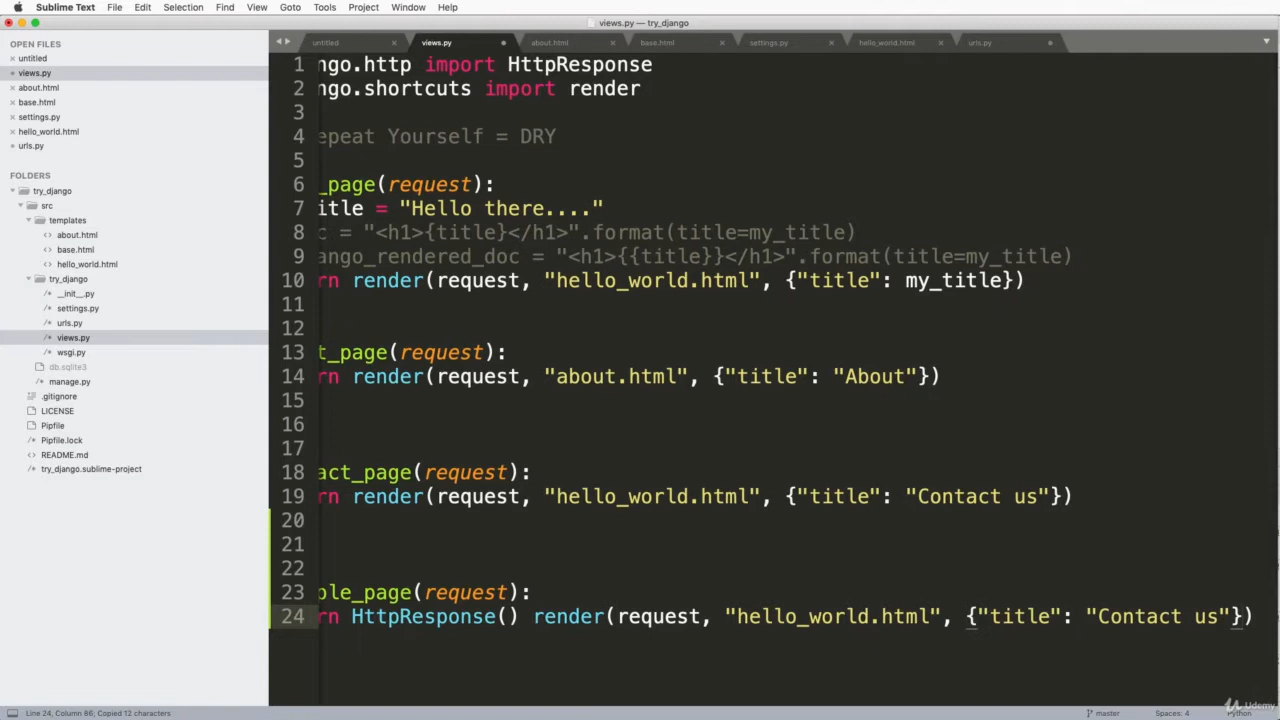 Sublime Text File Edit Selection Find View Goto Tools Project Window Help
views.py — try_django
OPEN FILES
untitled
views.py
about.html
base.html
settings.py
hello_world.html
urls.py
FOLDERS
try_django
src
templates
about.html
base.html
hello_world.html
try_django
__init__.py
settings.py
urls.py
views.py
wsgi.py
db.sqlite3
manage.py
.gitignore
LICENSE
Pipfile
Pipfile.lock
README.md
try_django.sublime-project
untitled views.py about.html base.html settings.py hello_world.html urls.py
1 ngo.http import HttpResponse
2 ngo.shortcuts import render
3
4 epeat Yourself = DRY
5
6 _page(request):
7 itle = "Hello there...."
8 c = "<h1>{title}</h1>".format(title=my_title)
9 ango_rendered_doc = "<h1>{{title}}</h1>".format(title=my_title)
10 rn render(request, "hello_world.html", {"title": my_title})
11
12
13 t_page(request):
14 rn render(request, "about.html", {"title": "About"})
15
16
17
18 act_page(request):
19 rn render(request, "hello_world.html", {"title": "Contact us"})
20
21
22
23 ple_page(request):
24 rn HttpResponse() render(request, "hello_world.html", {"title": "Contact us"})
Line 24, Column 86; Copied 12 characters master Spaces: 4 Python
Udemy